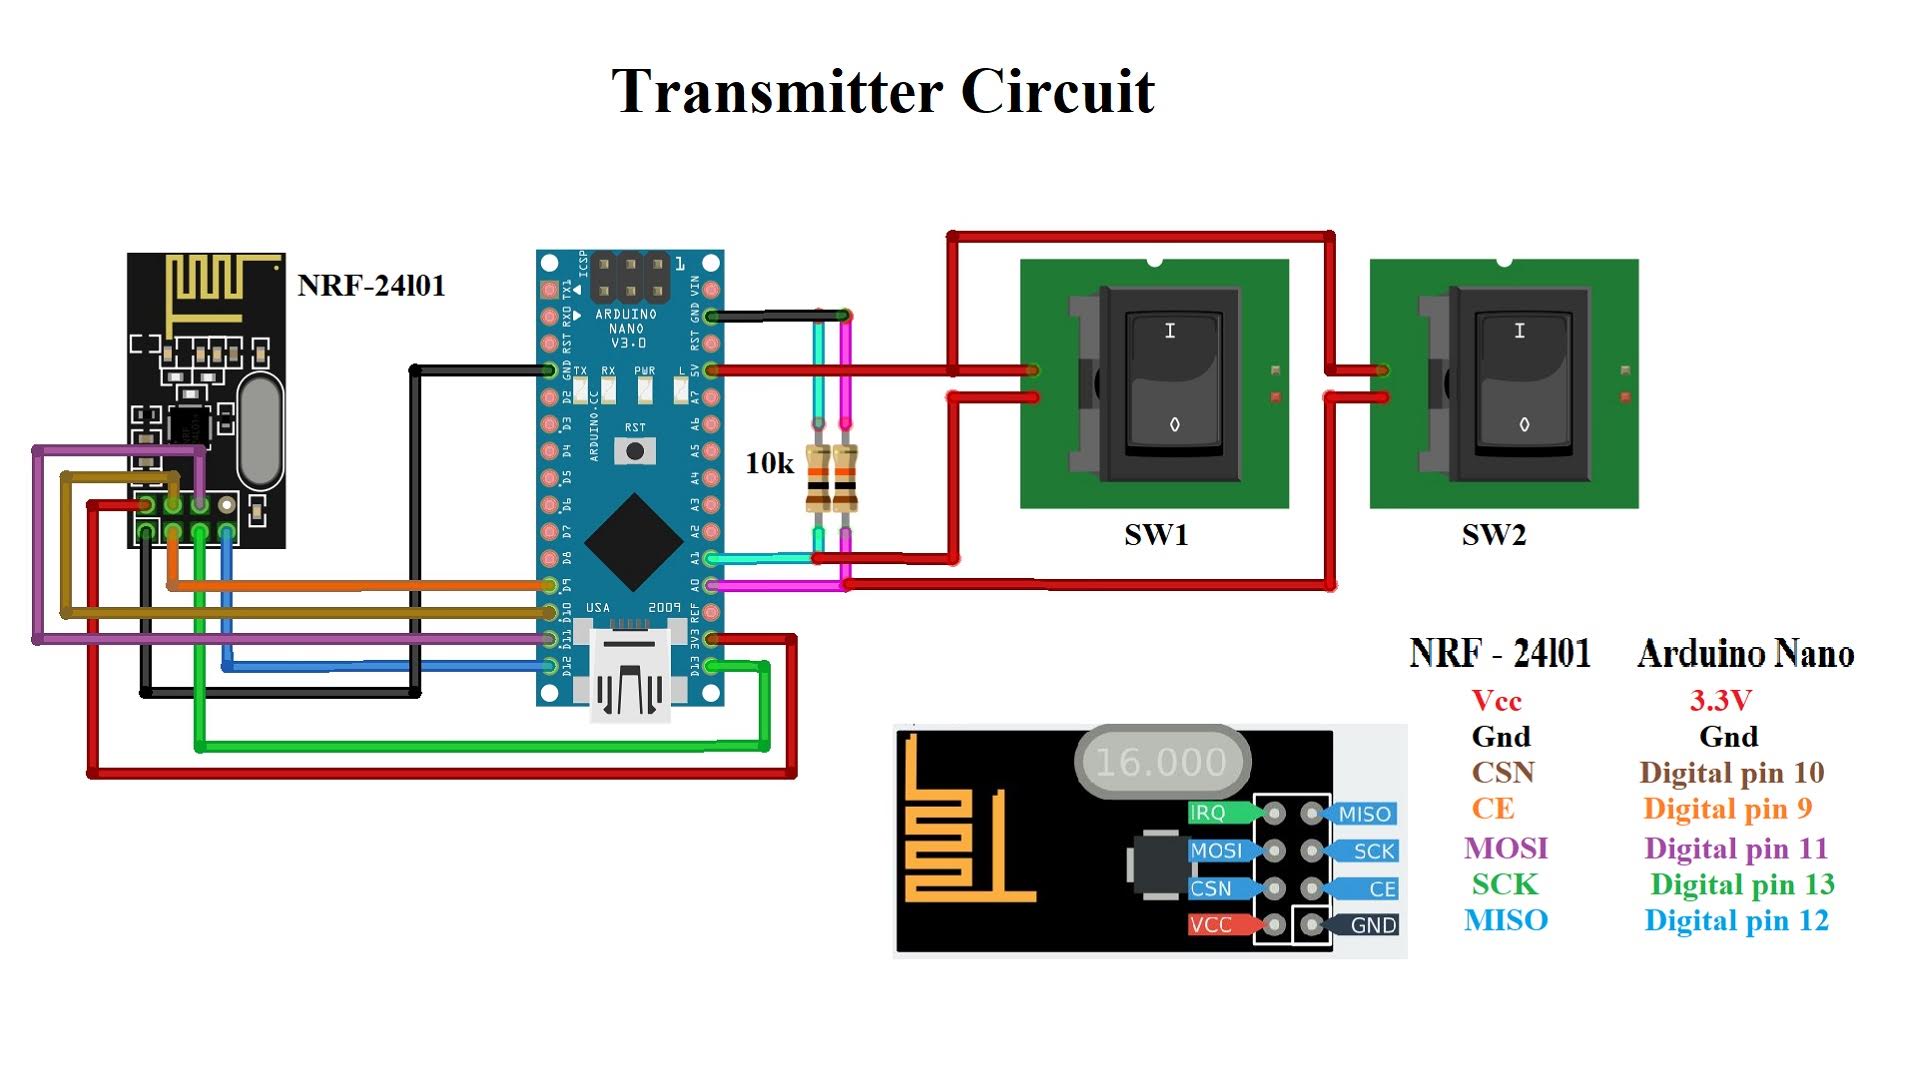 Transmitter Circuit
NRF-24l01
ICSP
1
TX1
RX0
RST
GND
D2
D3
D4
D5
D6
D7
D8
D9
D10
D11
D12
ARDUINO
NANO
V3.0
TX RX PWR L
ARDUINO.CC
RST
USA 2009
VIN
GND
RST
5V
A7
A6
A5
A4
A3
A2
A1
A0
REF
3V3
D13
10k
I
O
SW1
I
O
SW2
16.000
IRQ MISO
MOSI SCK
CSN CE
VCC GND
NRF - 24l01 Arduino Nano
Vcc 3.3V
Gnd Gnd
CSN Digital pin 10
CE Digital pin 9
MOSI Digital pin 11
SCK Digital pin 13
MISO Digital pin 12